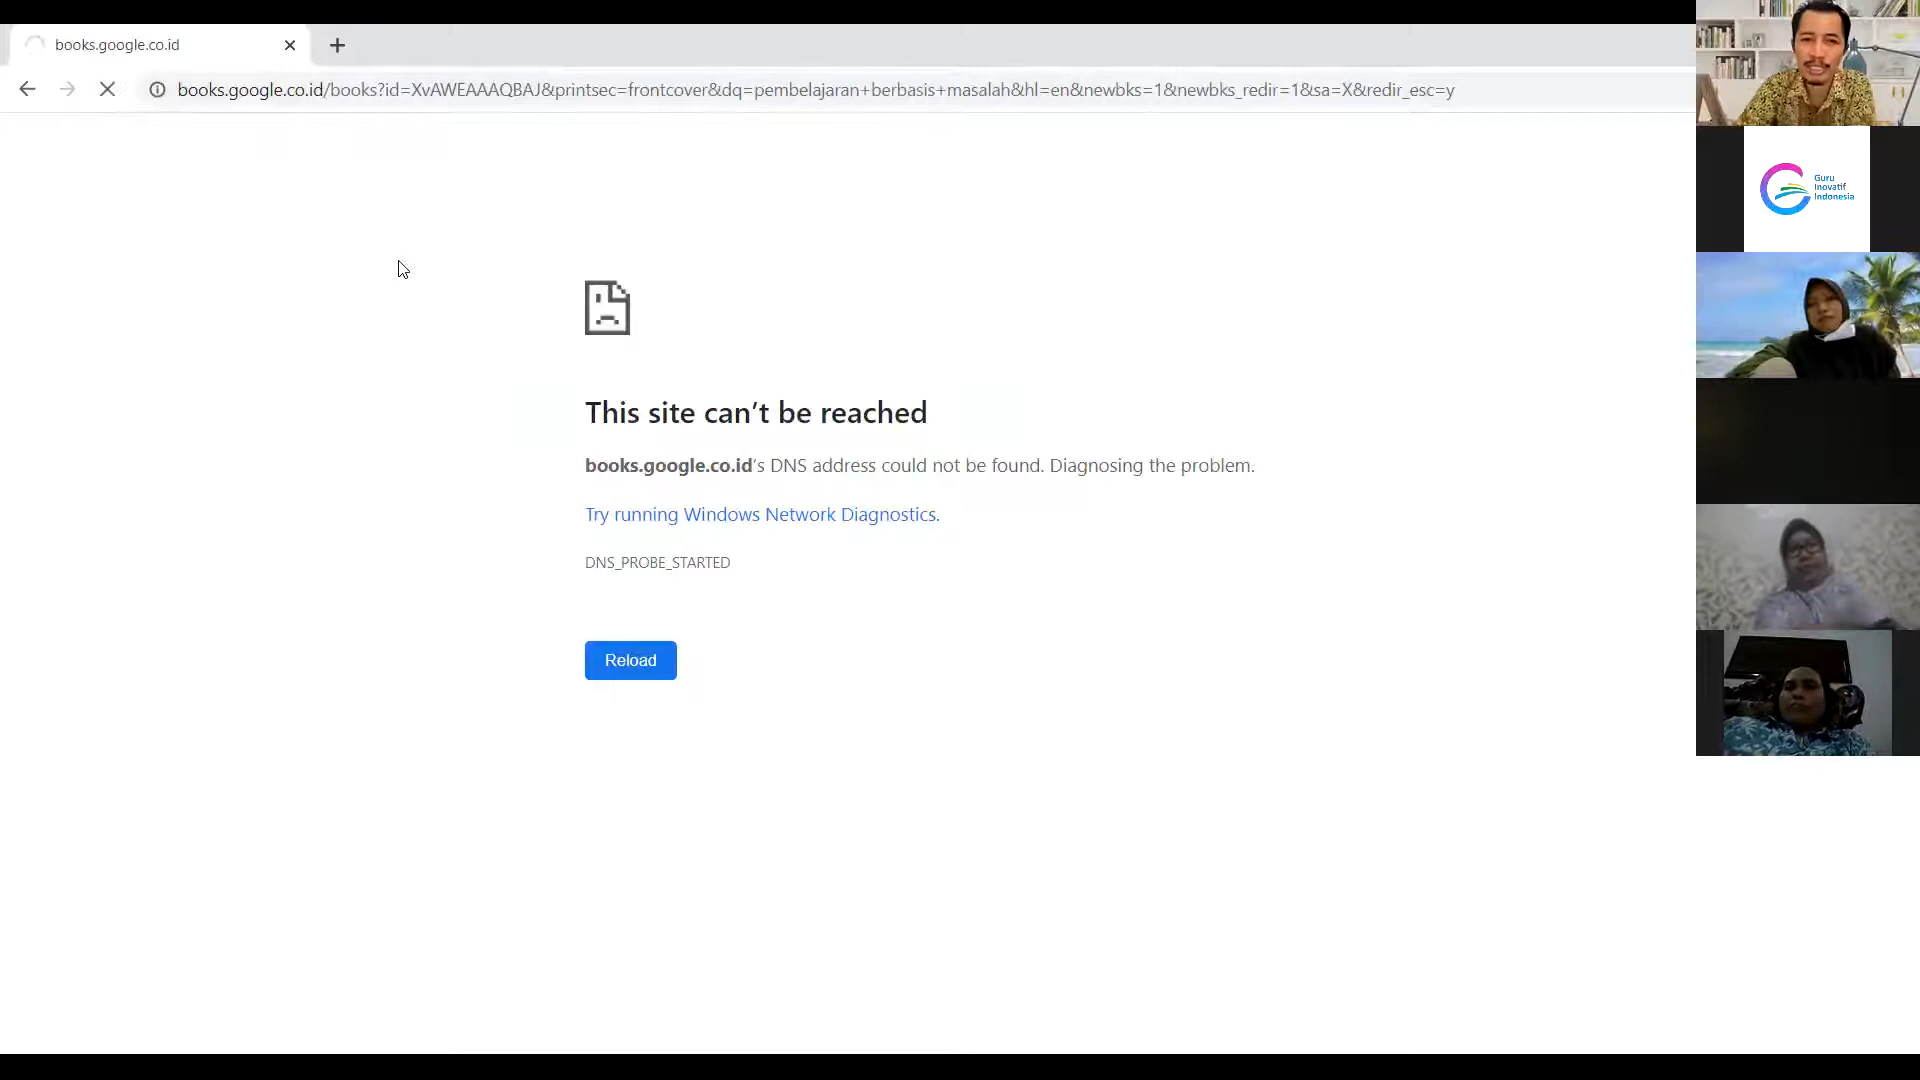 books.google.co.id
books.google.co.id/books?id=XvAWEAAAQBAJ&printsec=frontcover&dq=pembelajaran+berbasis+masalah&hl=en&newbks=1&newbks_redir=1&sa=X&redir_esc=y
Guru
Inovatif
Indonesia
This site can’t be reached
books.google.co.id’s DNS address could not be found. Diagnosing the problem.
Try running Windows Network Diagnostics.
DNS_PROBE_STARTED
Reload